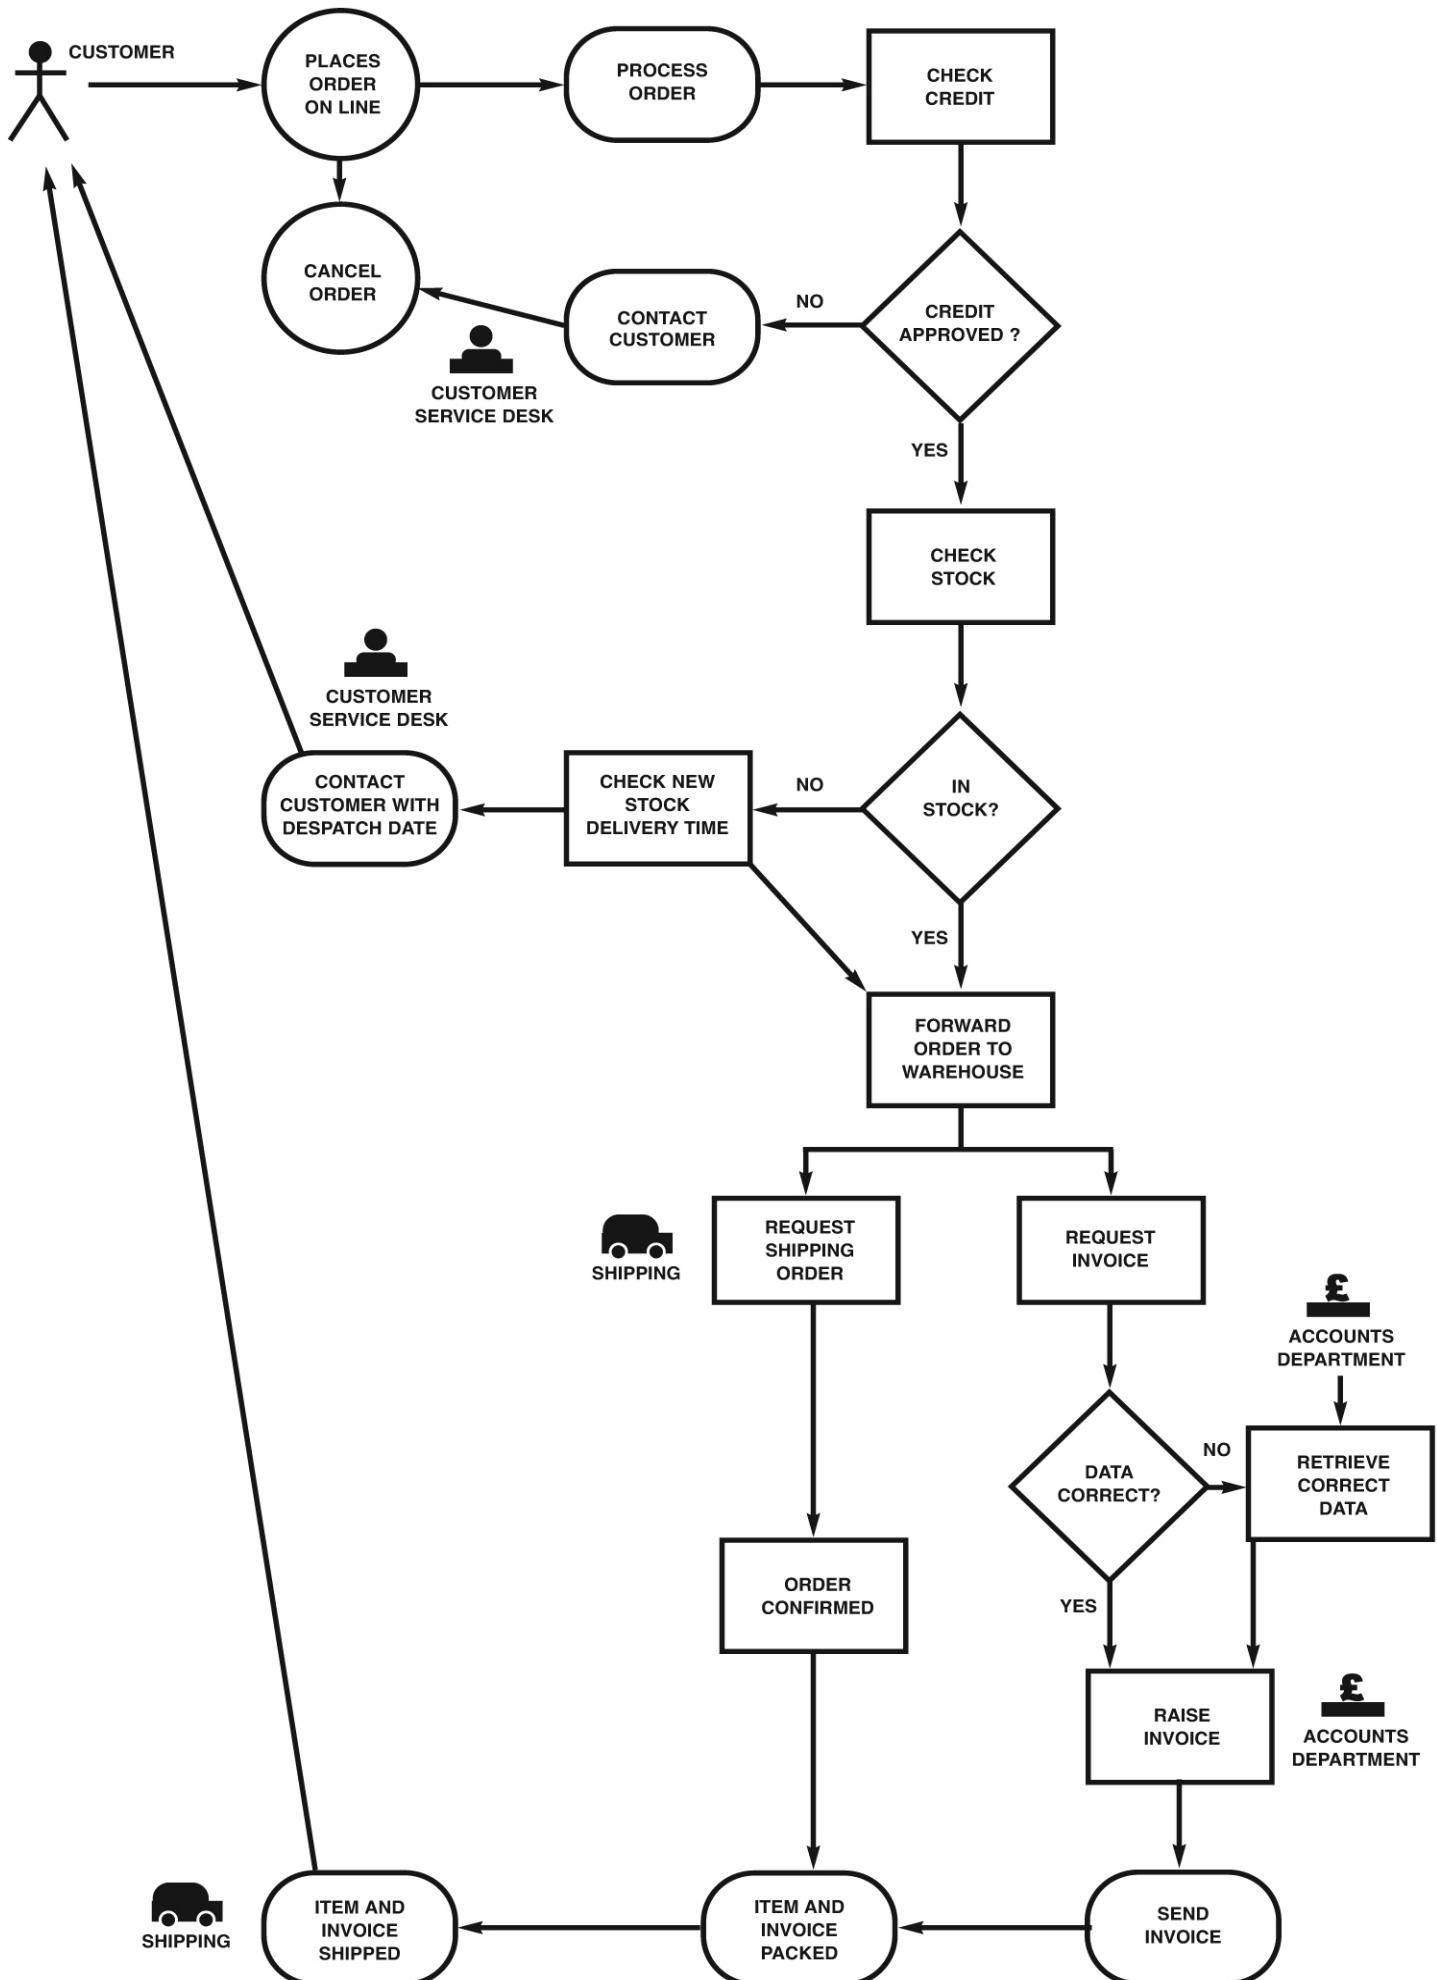 CUSTOMER
PLACES
ORDER
ON LINE
PROCESS
ORDER
CHECK
CREDIT
CANCEL
ORDER
CONTACT
CUSTOMER
NO
CREDIT
APPROVED ?
CUSTOMER
SERVICE DESK
YES
CHECK
STOCK
CUSTOMER
SERVICE DESK
CONTACT
CUSTOMER WITH
DESPATCH DATE
CHECK NEW
STOCK
DELIVERY TIME
NO
IN
STOCK?
YES
FORWARD
ORDER TO
WAREHOUSE
SHIPPING
REQUEST
SHIPPING
ORDER
REQUEST
INVOICE
£
ACCOUNTS
DEPARTMENT
DATA
CORRECT?
NO
RETRIEVE
CORRECT
DATA
ORDER
CONFIRMED
YES
RAISE
INVOICE
£
ACCOUNTS
DEPARTMENT
SHIPPING
ITEM AND
INVOICE
SHIPPED
ITEM AND
INVOICE
PACKED
SEND
INVOICE